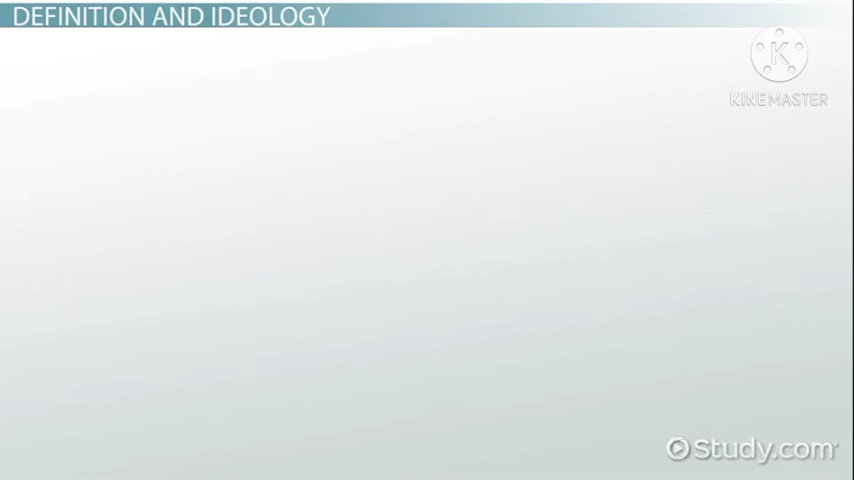 DEFINITION AND IDEOLOGY
K
KINEMASTER
Study.com